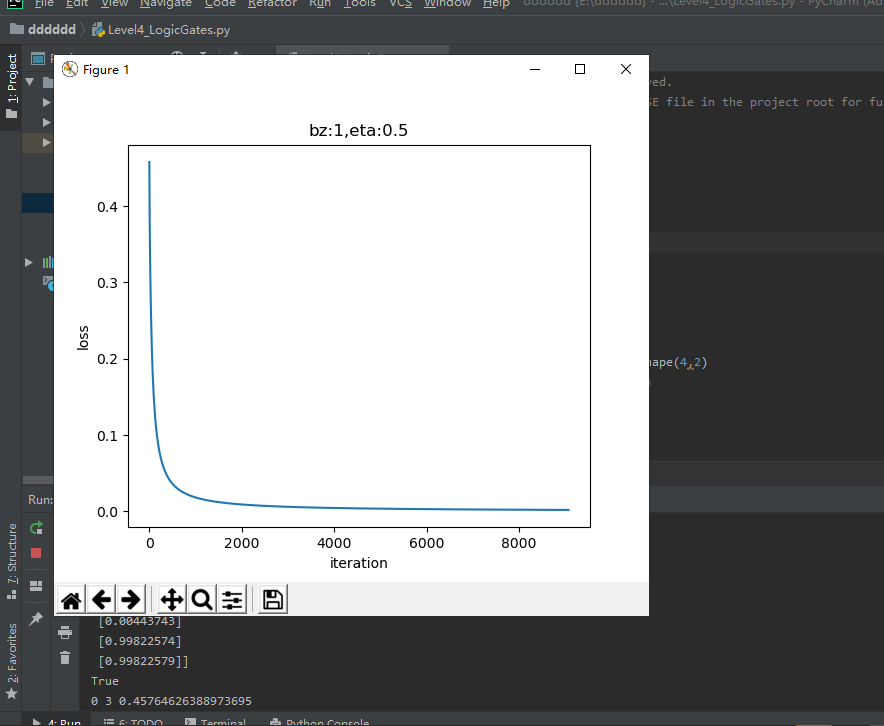 File Edit View Navigate Code Refactor Run Tools VCS Window Help dddddd [E:\dddddd] - ...\Level4_LogicGates.py - PyCharm
dddddd Level4_LogicGates.py
1: Project
Figure 1
ved.
SE file in the project root for fu
bz:1,eta:0.5
0.4
0.3
0.2
0.1
0.0
loss
0 2000 4000 6000 8000
iteration
hape(4,2)
Run:
7: Structure
2: Favorites
[0.00443743]
[0.99822574]
[0.99822579]]
True
0 3 0.45764626388973695
4: Run 6: TODO Terminal Python Console